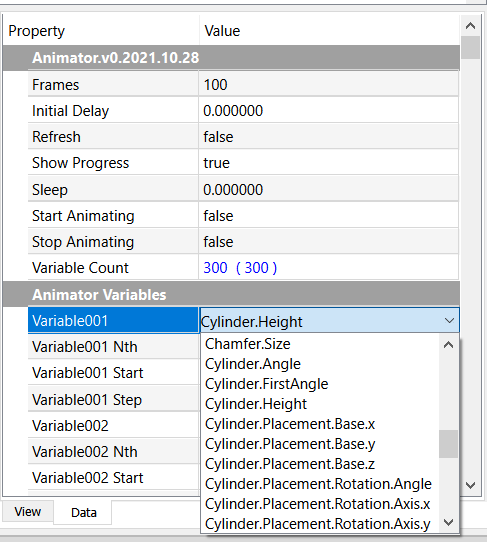 Property Value
Animator.v0.2021.10.28
Frames 100
Initial Delay 0.000000
Refresh false
Show Progress true
Sleep 0.000000
Start Animating false
Stop Animating false
Variable Count 300 ( 300 )
Animator Variables
Variable001 Cylinder.Height
Variable001 Nth Chamfer.Size
Cylinder.Angle
Variable001 Start Cylinder.FirstAngle
Variable001 Step Cylinder.Height
Variable002 Cylinder.Placement.Base.x
Cylinder.Placement.Base.y
Variable002 Nth Cylinder.Placement.Base.z
Variable002 Start Cylinder.Placement.Rotation.Angle
Cylinder.Placement.Rotation.Axis.x
View Data Cylinder.Placement.Rotation.Axis.y